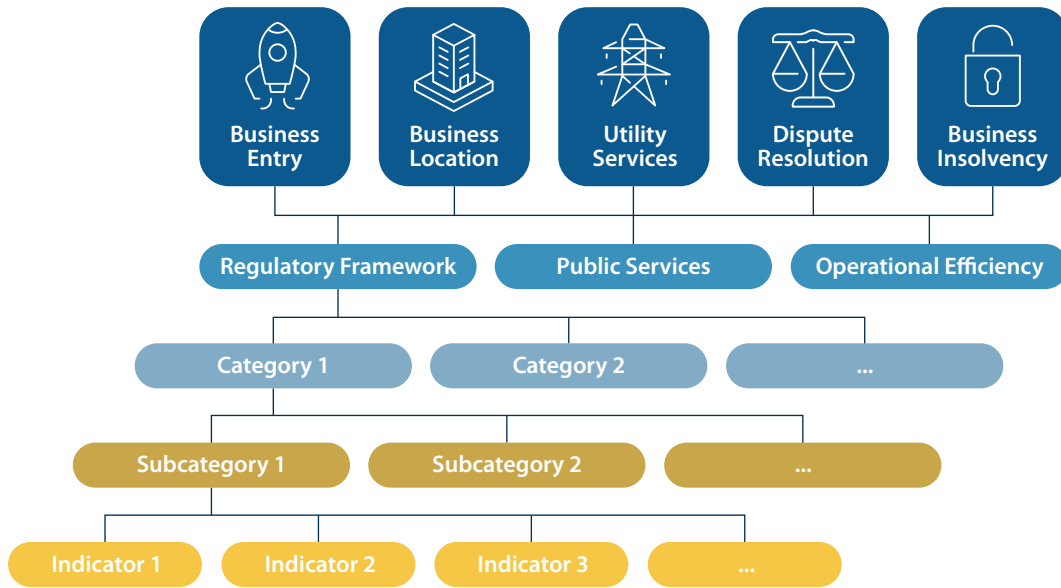 Business
Entry
Business
Location
Utility
Services
Dispute
Resolution
Business
Insolvency
Regulatory Framework
Public Services
Operational Efficiency
Category 1
Category 2
...
Subcategory 1
Subcategory 2
...
Indicator 1
Indicator 2
Indicator 3
...